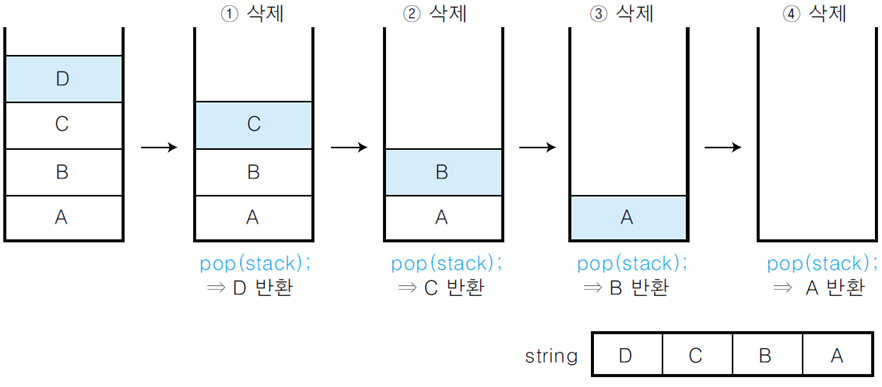 ① 삭제
② 삭제
③ 삭제
④ 삭제
D
C
B
A
C
B
A
B
A
A
pop(stack);
⇒ D 반환
pop(stack);
⇒ C 반환
pop(stack);
⇒ B 반환
pop(stack);
⇒ A 반환
string D C B A